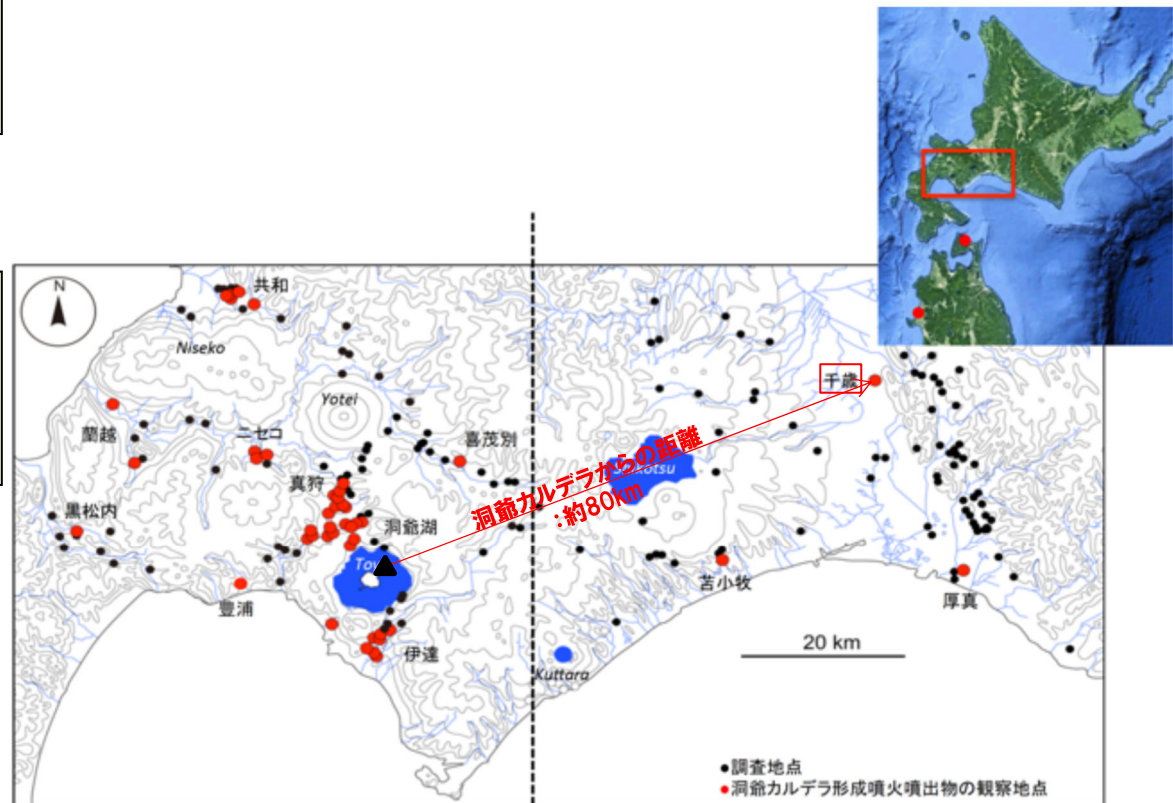 N
共和
Niseko
Yotei
千歳
蘭越
ニセコ
喜茂別
洞爺カルデラからの距離
:約80km
真狩
黒松内
洞爺湖
苫小牧
豊浦
厚真
伊達
20 km
Kuttara
●調査地点
●洞爺カルデラ形成噴火噴出物の観察地点